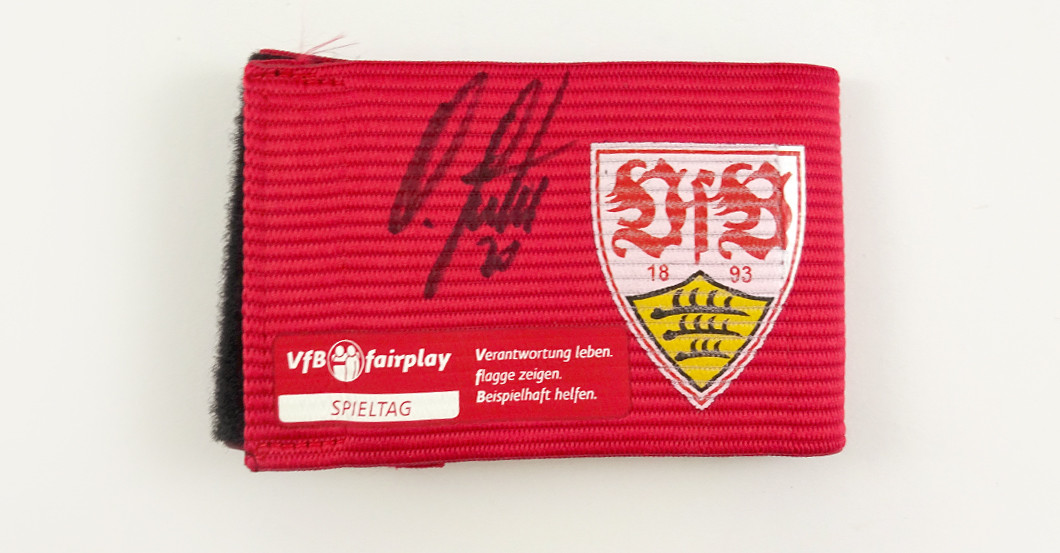 VfB
18 93
VfB fairplay
SPIELTAG
Verantwortung leben.
flagge zeigen.
Beispielhaft helfen.